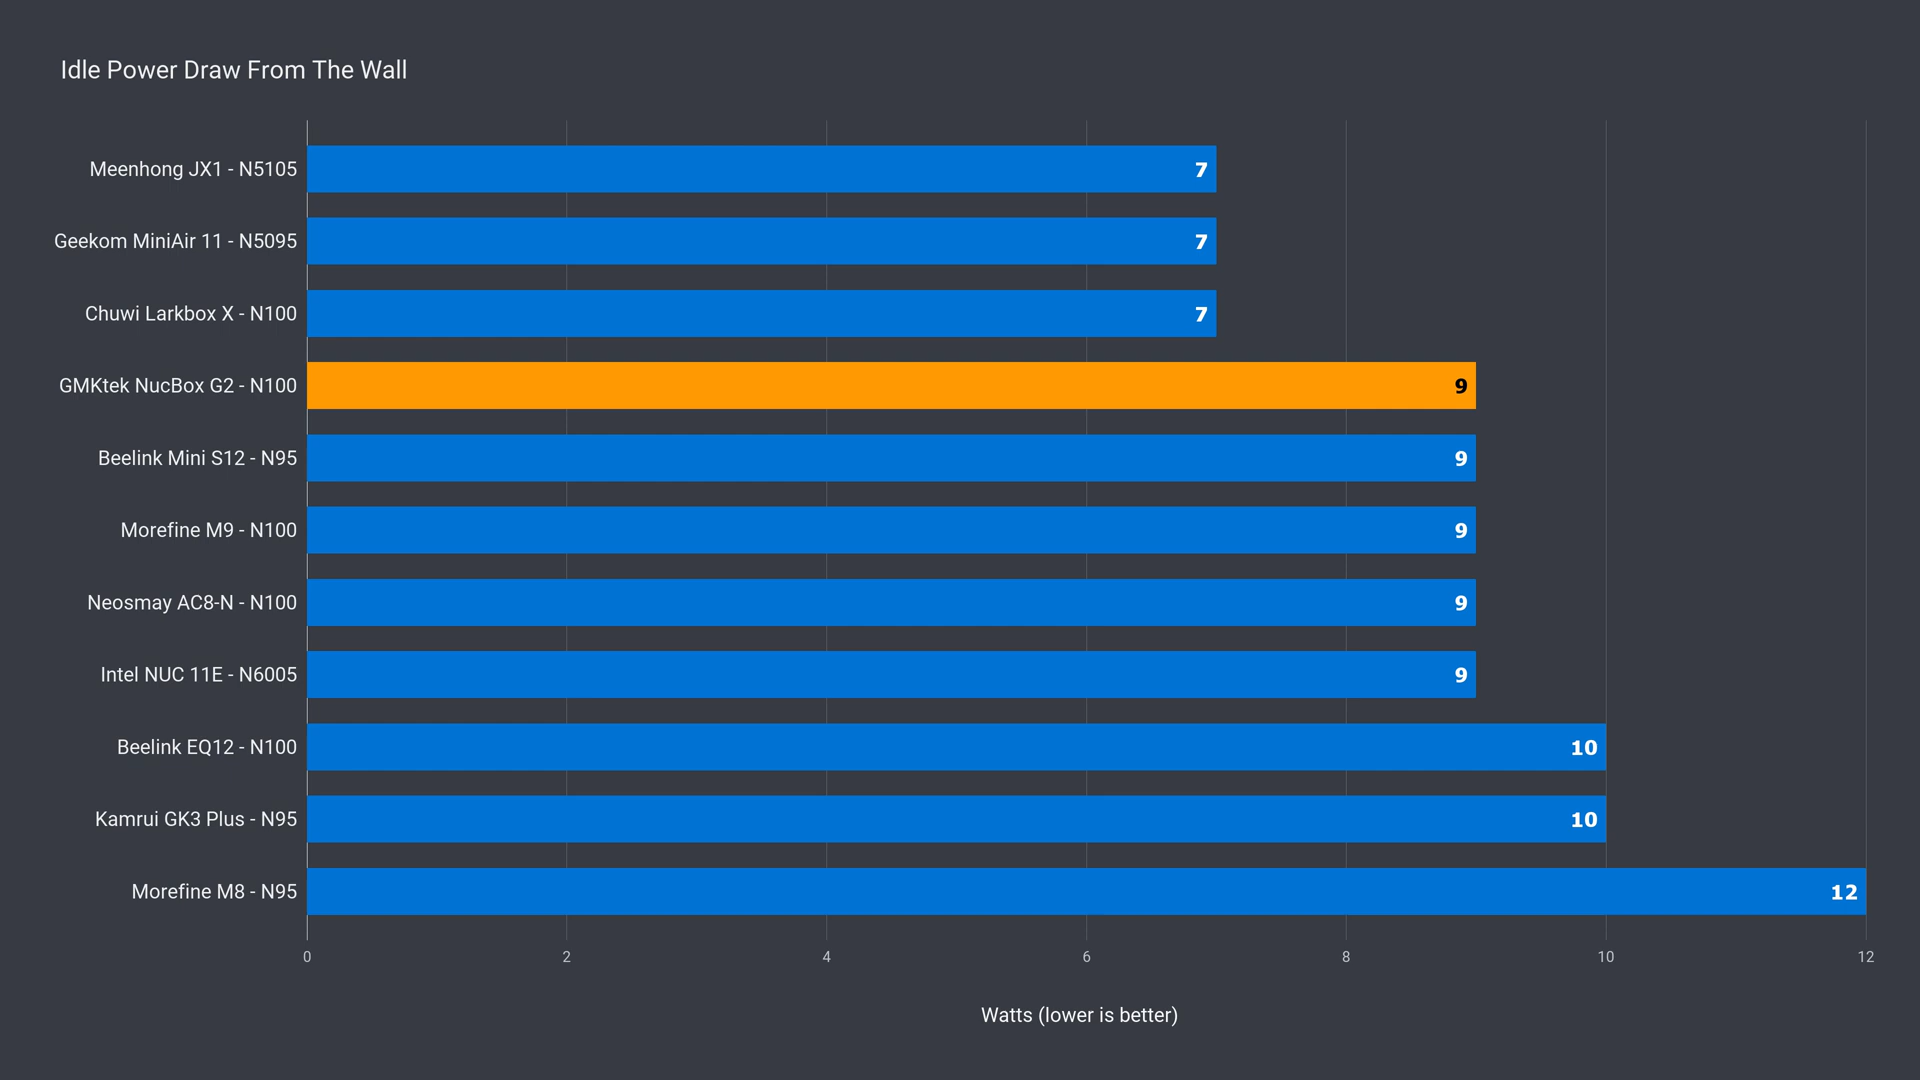 Idle Power Draw From The Wall
Meenhong JX1 - N5105 7
Geekom MiniAir 11 - N5095 7
Chuwi Larkbox X - N100 7
GMKtek NucBox G2 - N100 9
Beelink Mini S12 - N95 9
Morefine M9 - N100 9
Neosmay AC8-N - N100 9
Intel NUC 11E - N6005 9
Beelink EQ12 - N100 10
Kamrui GK3 Plus - N95 10
Morefine M8 - N95 12
0 2 4 6 8 10 12
Watts (lower is better)